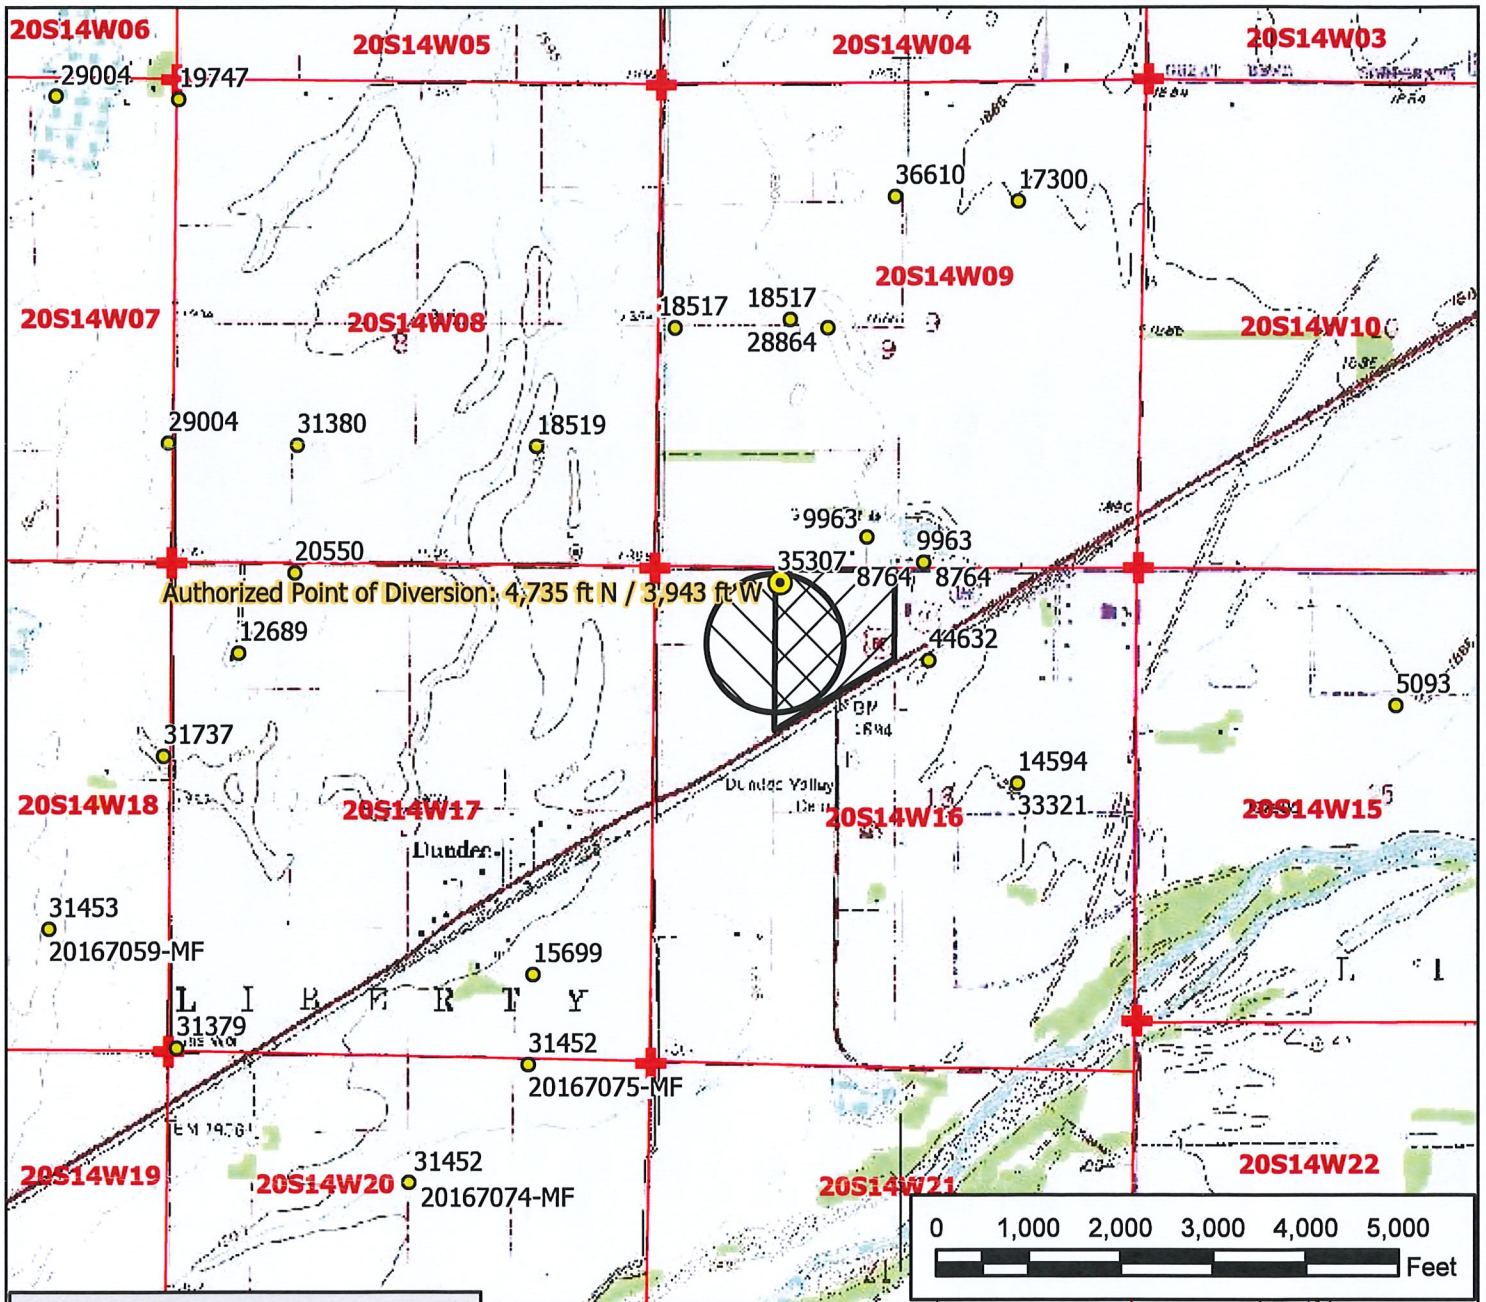 20S14W06
20S14W05
20S14W04
20S14W03
29004
19747
36610
17300
20S14W09
20S14W07
20S14W08
18517
18517
28864
20S14W10
9
29004
31380
18519
9963
9963
20550
35307
8764
8764
Authorized Point of Diversion: 4,735 ft N / 3,943 ft W
12689
44632
5093
31737
BM
14594
33321
Dundee Valley
20S14W18
20S14W17
20S14W16
20S14W15
Dundee
31453
20167059-MF
15699
L I B E R T Y
L I
31379
31452
20167075-MF
20S14W19
20S14W20
31452
20167074-MF
20S14W21
20S14W22
0 1,000 2,000 3,000 4,000 5,000
Feet